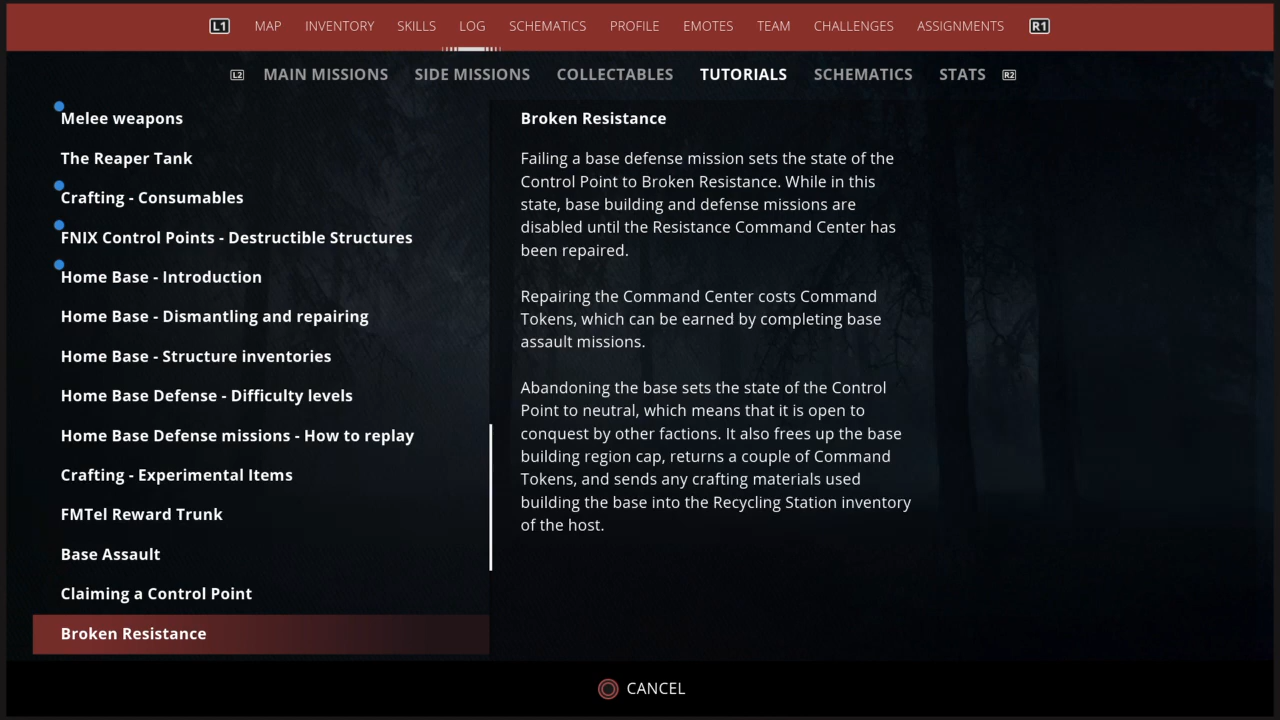 L1 MAP INVENTORY SKILLS LOG SCHEMATICS PROFILE EMOTES TEAM CHALLENGES ASSIGNMENTS R1
L2 MAIN MISSIONS SIDE MISSIONS COLLECTABLES TUTORIALS SCHEMATICS STATS R2
Melee weapons
The Reaper Tank
Crafting - Consumables
FNIX Control Points - Destructible Structures
Home Base - Introduction
Home Base - Dismantling and repairing
Home Base - Structure inventories
Home Base Defense - Difficulty levels
Home Base Defense missions - How to replay
Crafting - Experimental Items
FMTel Reward Trunk
Base Assault
Claiming a Control Point
Broken Resistance
Broken Resistance
Failing a base defense mission sets the state of the
Control Point to Broken Resistance. While in this
state, base building and defense missions are
disabled until the Resistance Command Center has
been repaired.
Repairing the Command Center costs Command
Tokens, which can be earned by completing base
assault missions.
Abandoning the base sets the state of the Control
Point to neutral, which means that it is open to
conquest by other factions. It also frees up the base
building region cap, returns a couple of Command
Tokens, and sends any crafting materials used
building the base into the Recycling Station inventory
of the host.
CANCEL